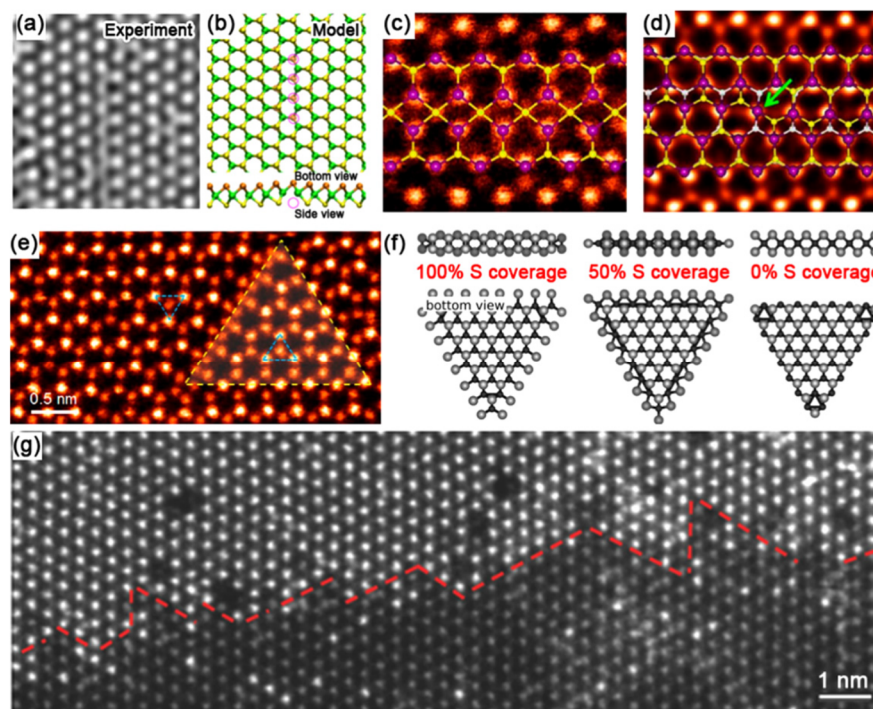 (a)
Experiment
(b)
Model
Bottom view
Side view
(c)
(d)
(e)
0.5 nm
(f)
100% S coverage
50% S coverage
0% S coverage
bottom view
(g)
1 nm